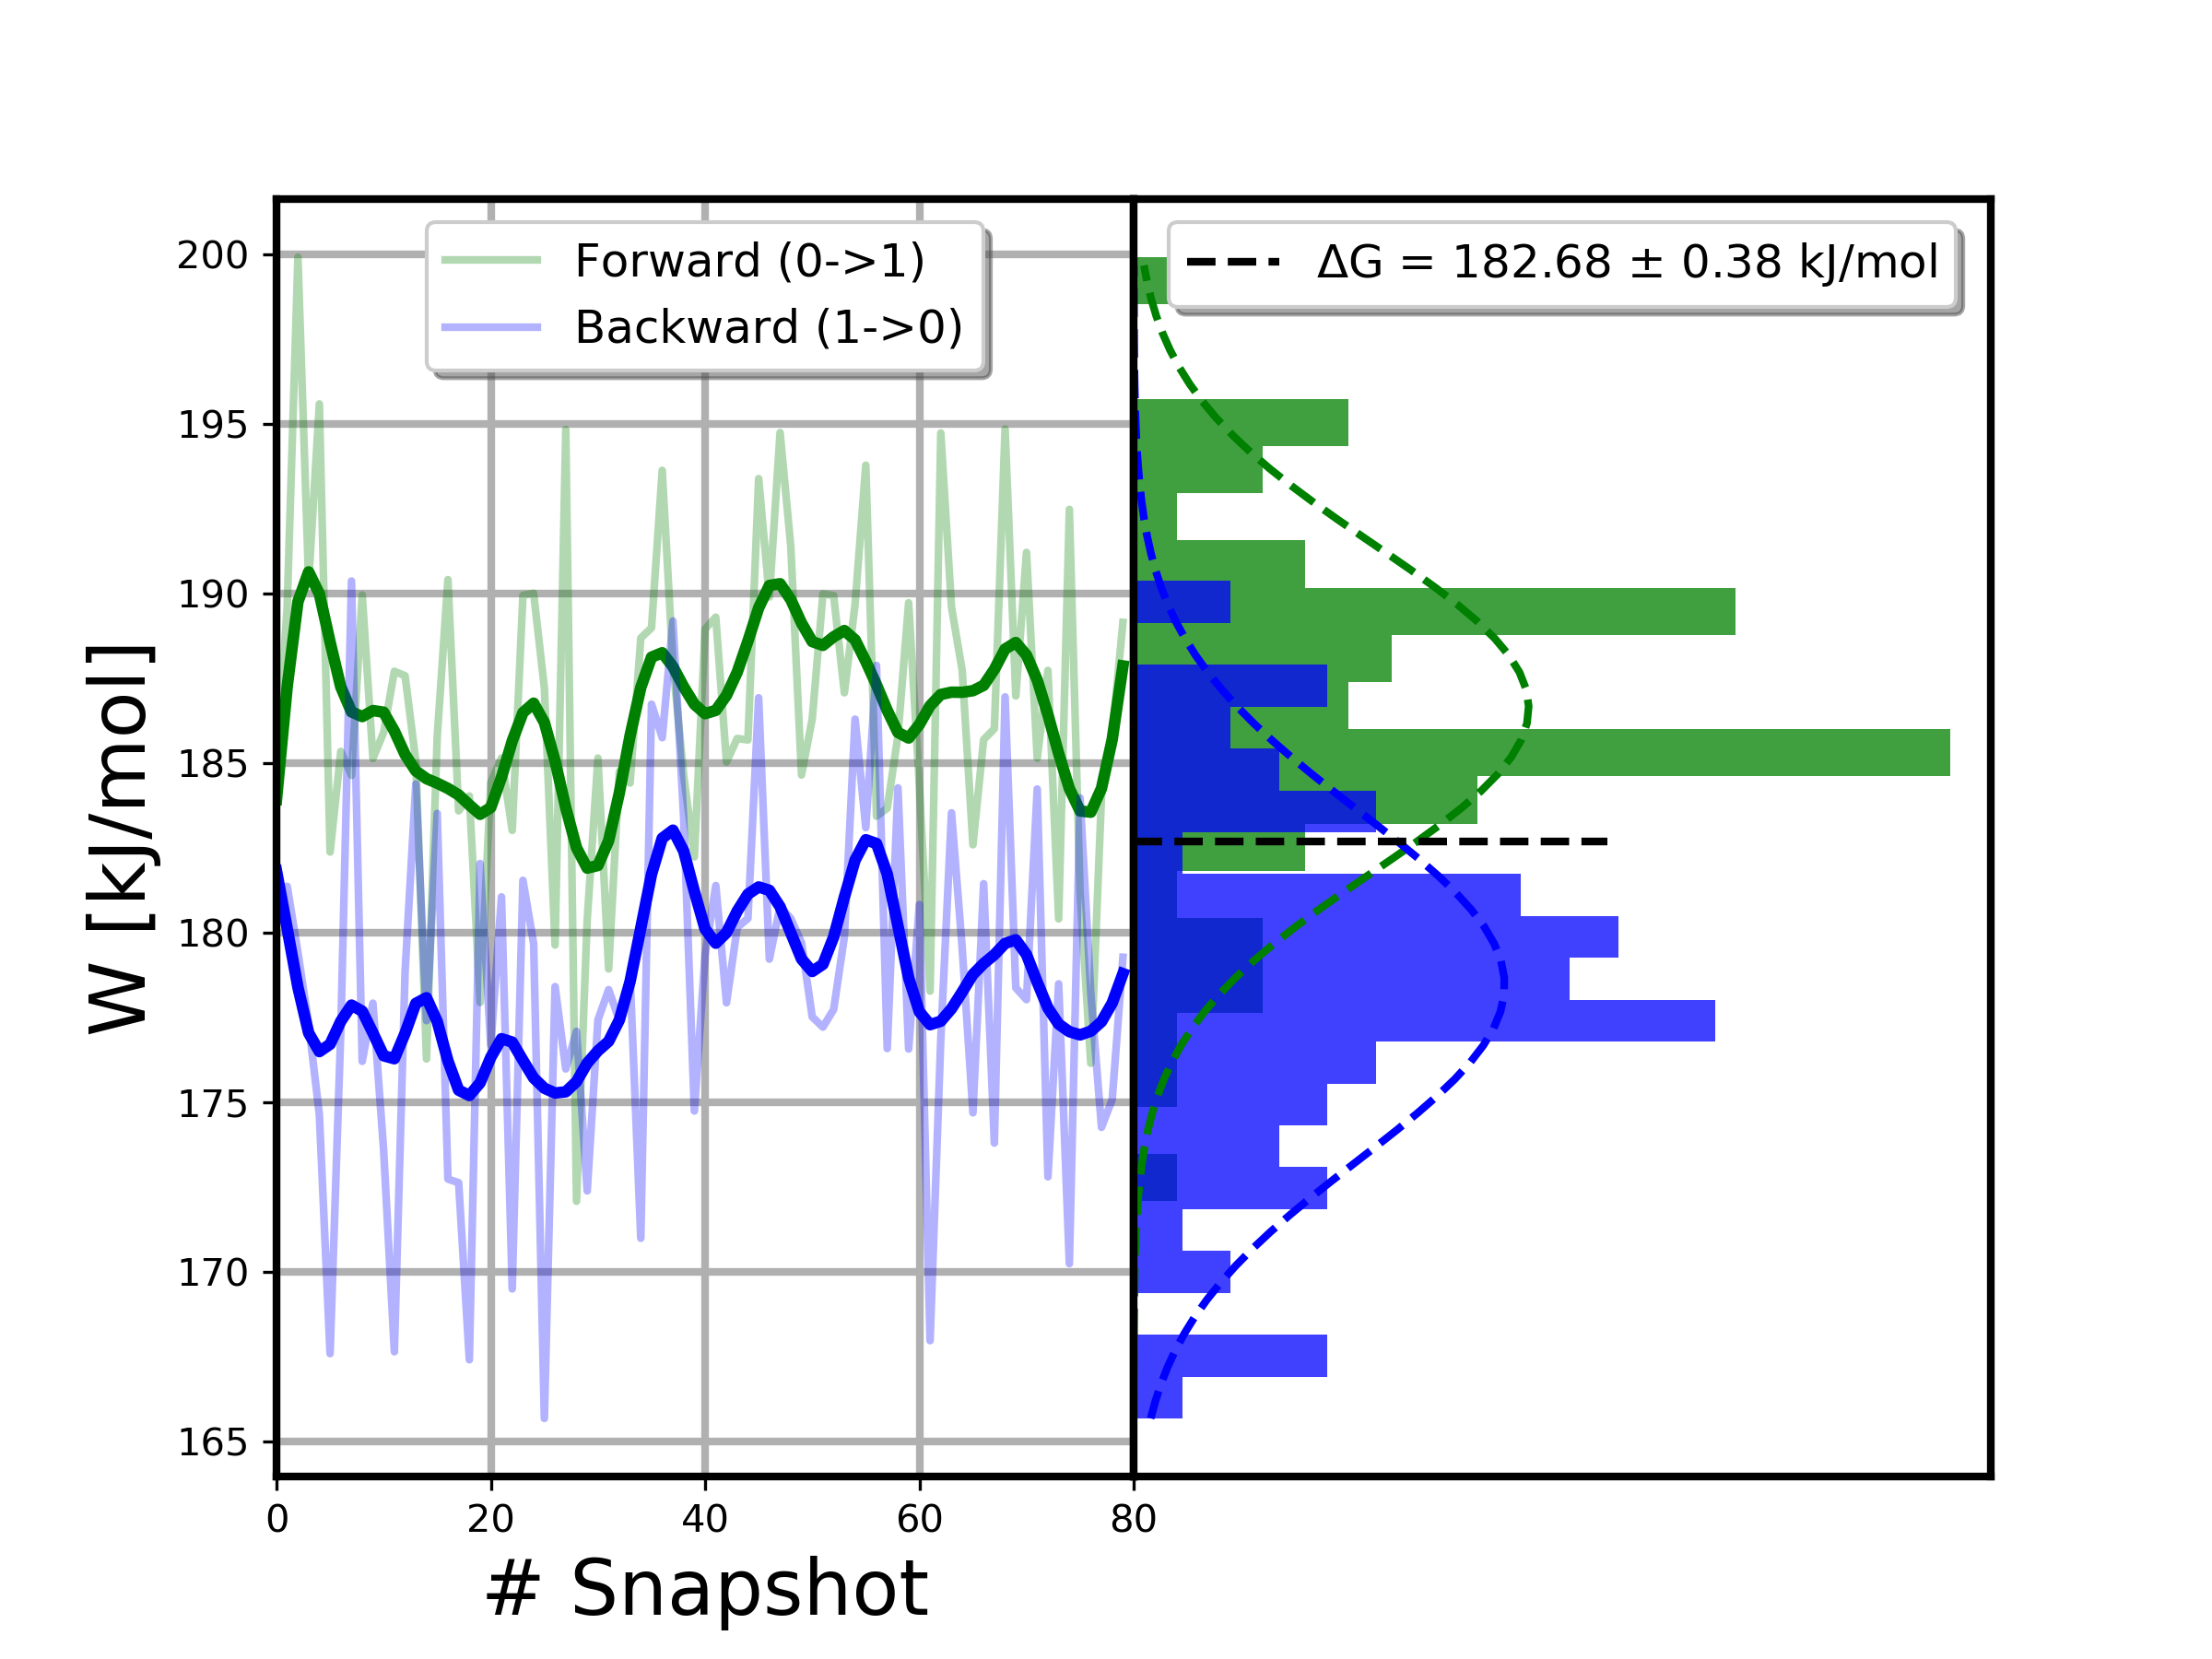 Forward (0->1)
Backward (1->0)
ΔG = 182.68 ± 0.38 kJ/mol
W [kJ/mol]
200
195
190
185
180
175
170
165
0 20 40 60 80
# Snapshot